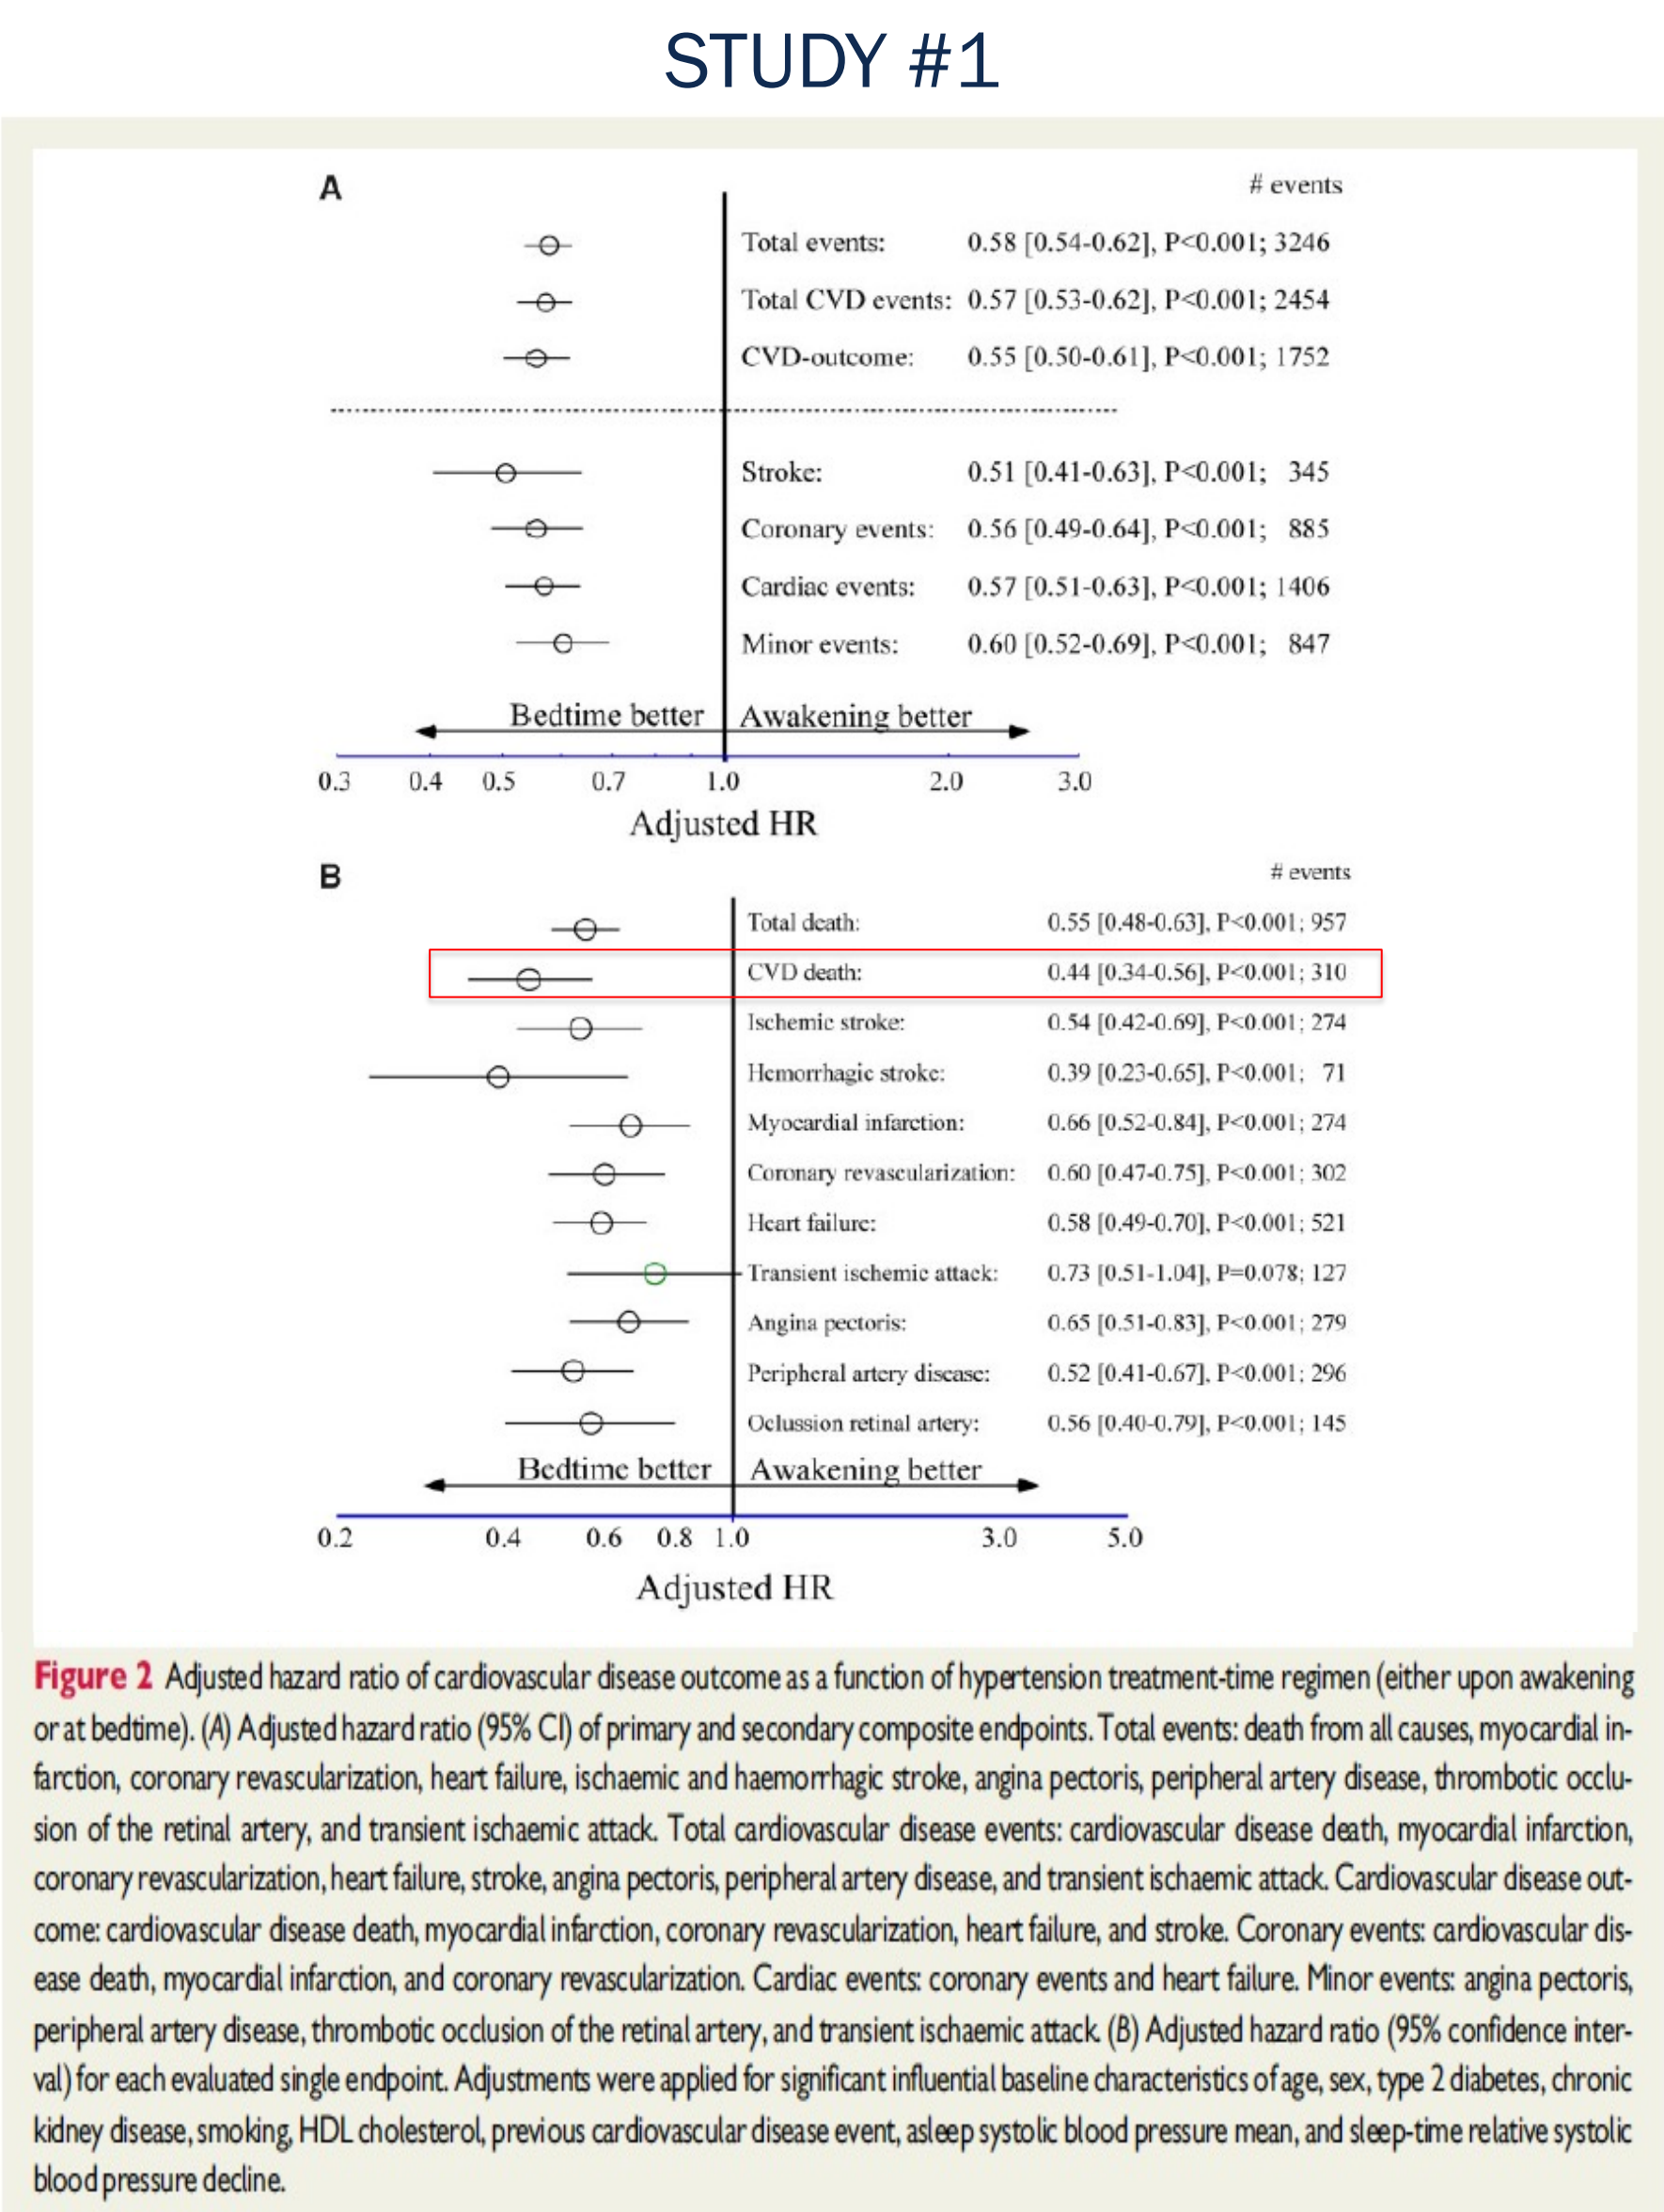 STUDY #1
A
# events
Total events: 0.58 [0.54-0.62], P<0.001; 3246
Total CVD events: 0.57 [0.53-0.62], P<0.001; 2454
CVD-outcome: 0.55 [0.50-0.61], P<0.001; 1752
Stroke: 0.51 [0.41-0.63], P<0.001; 345
Coronary events: 0.56 [0.49-0.64], P<0.001; 885
Cardiac events: 0.57 [0.51-0.63], P<0.001; 1406
Minor events: 0.60 [0.52-0.69], P<0.001; 847
Bedtime better Awakening better
0.3 0.4 0.5 0.7 1.0 2.0 3.0
Adjusted HR
B
# events
Total death: 0.55 [0.48-0.63], P<0.001; 957
CVD death: 0.44 [0.34-0.56], P<0.001; 310
Ischemic stroke: 0.54 [0.42-0.69], P<0.001; 274
Hemorrhagic stroke: 0.39 [0.23-0.65], P<0.001; 71
Myocardial infarction: 0.66 [0.52-0.84], P<0.001; 274
Coronary revascularization: 0.60 [0.47-0.75], P<0.001; 302
Heart failure: 0.58 [0.49-0.70], P<0.001; 521
Transient ischemic attack: 0.73 [0.51-1.04], P=0.078; 127
Angina pectoris: 0.65 [0.51-0.83], P<0.001; 279
Peripheral artery disease: 0.52 [0.41-0.67], P<0.001; 296
Oclussion retinal artery: 0.56 [0.40-0.79], P<0.001; 145
Bedtime better Awakening better
0.2 0.4 0.6 0.8 1.0 3.0 5.0
Adjusted HR
Figure 2 Adjusted hazard ratio of cardiovascular disease outcome as a function of hypertension treatment-time regimen (either upon awakening
or at bedtime). (A) Adjusted hazard ratio (95% CI) of primary and secondary composite endpoints. Total events: death from all causes, myocardial in-
farction, coronary revascularization, heart failure, ischaemic and haemorrhagic stroke, angina pectoris, peripheral artery disease, thrombotic occlu-
sion of the retinal artery, and transient ischaemic attack. Total cardiovascular disease events: cardiovascular disease death, myocardial infarction,
coronary revascularization, heart failure, stroke, angina pectoris, peripheral artery disease, and transient ischaemic attack. Cardiovascular disease out-
come: cardiovascular disease death, myocardial infarction, coronary revascularization, heart failure, and stroke. Coronary events: cardiovascular dis-
ease death, myocardial infarction, and coronary revascularization. Cardiac events: coronary events and heart failure. Minor events: angina pectoris,
peripheral artery disease, thrombotic occlusion of the retinal artery, and transient ischaemic attack. (B) Adjusted hazard ratio (95% confidence inter-
val) for each evaluated single endpoint. Adjustments were applied for significant influential baseline characteristics of age, sex, type 2 diabetes, chronic
kidney disease, smoking, HDL cholesterol, previous cardiovascular disease event, asleep systolic blood pressure mean, and sleep-time relative systolic
blood pressure decline.